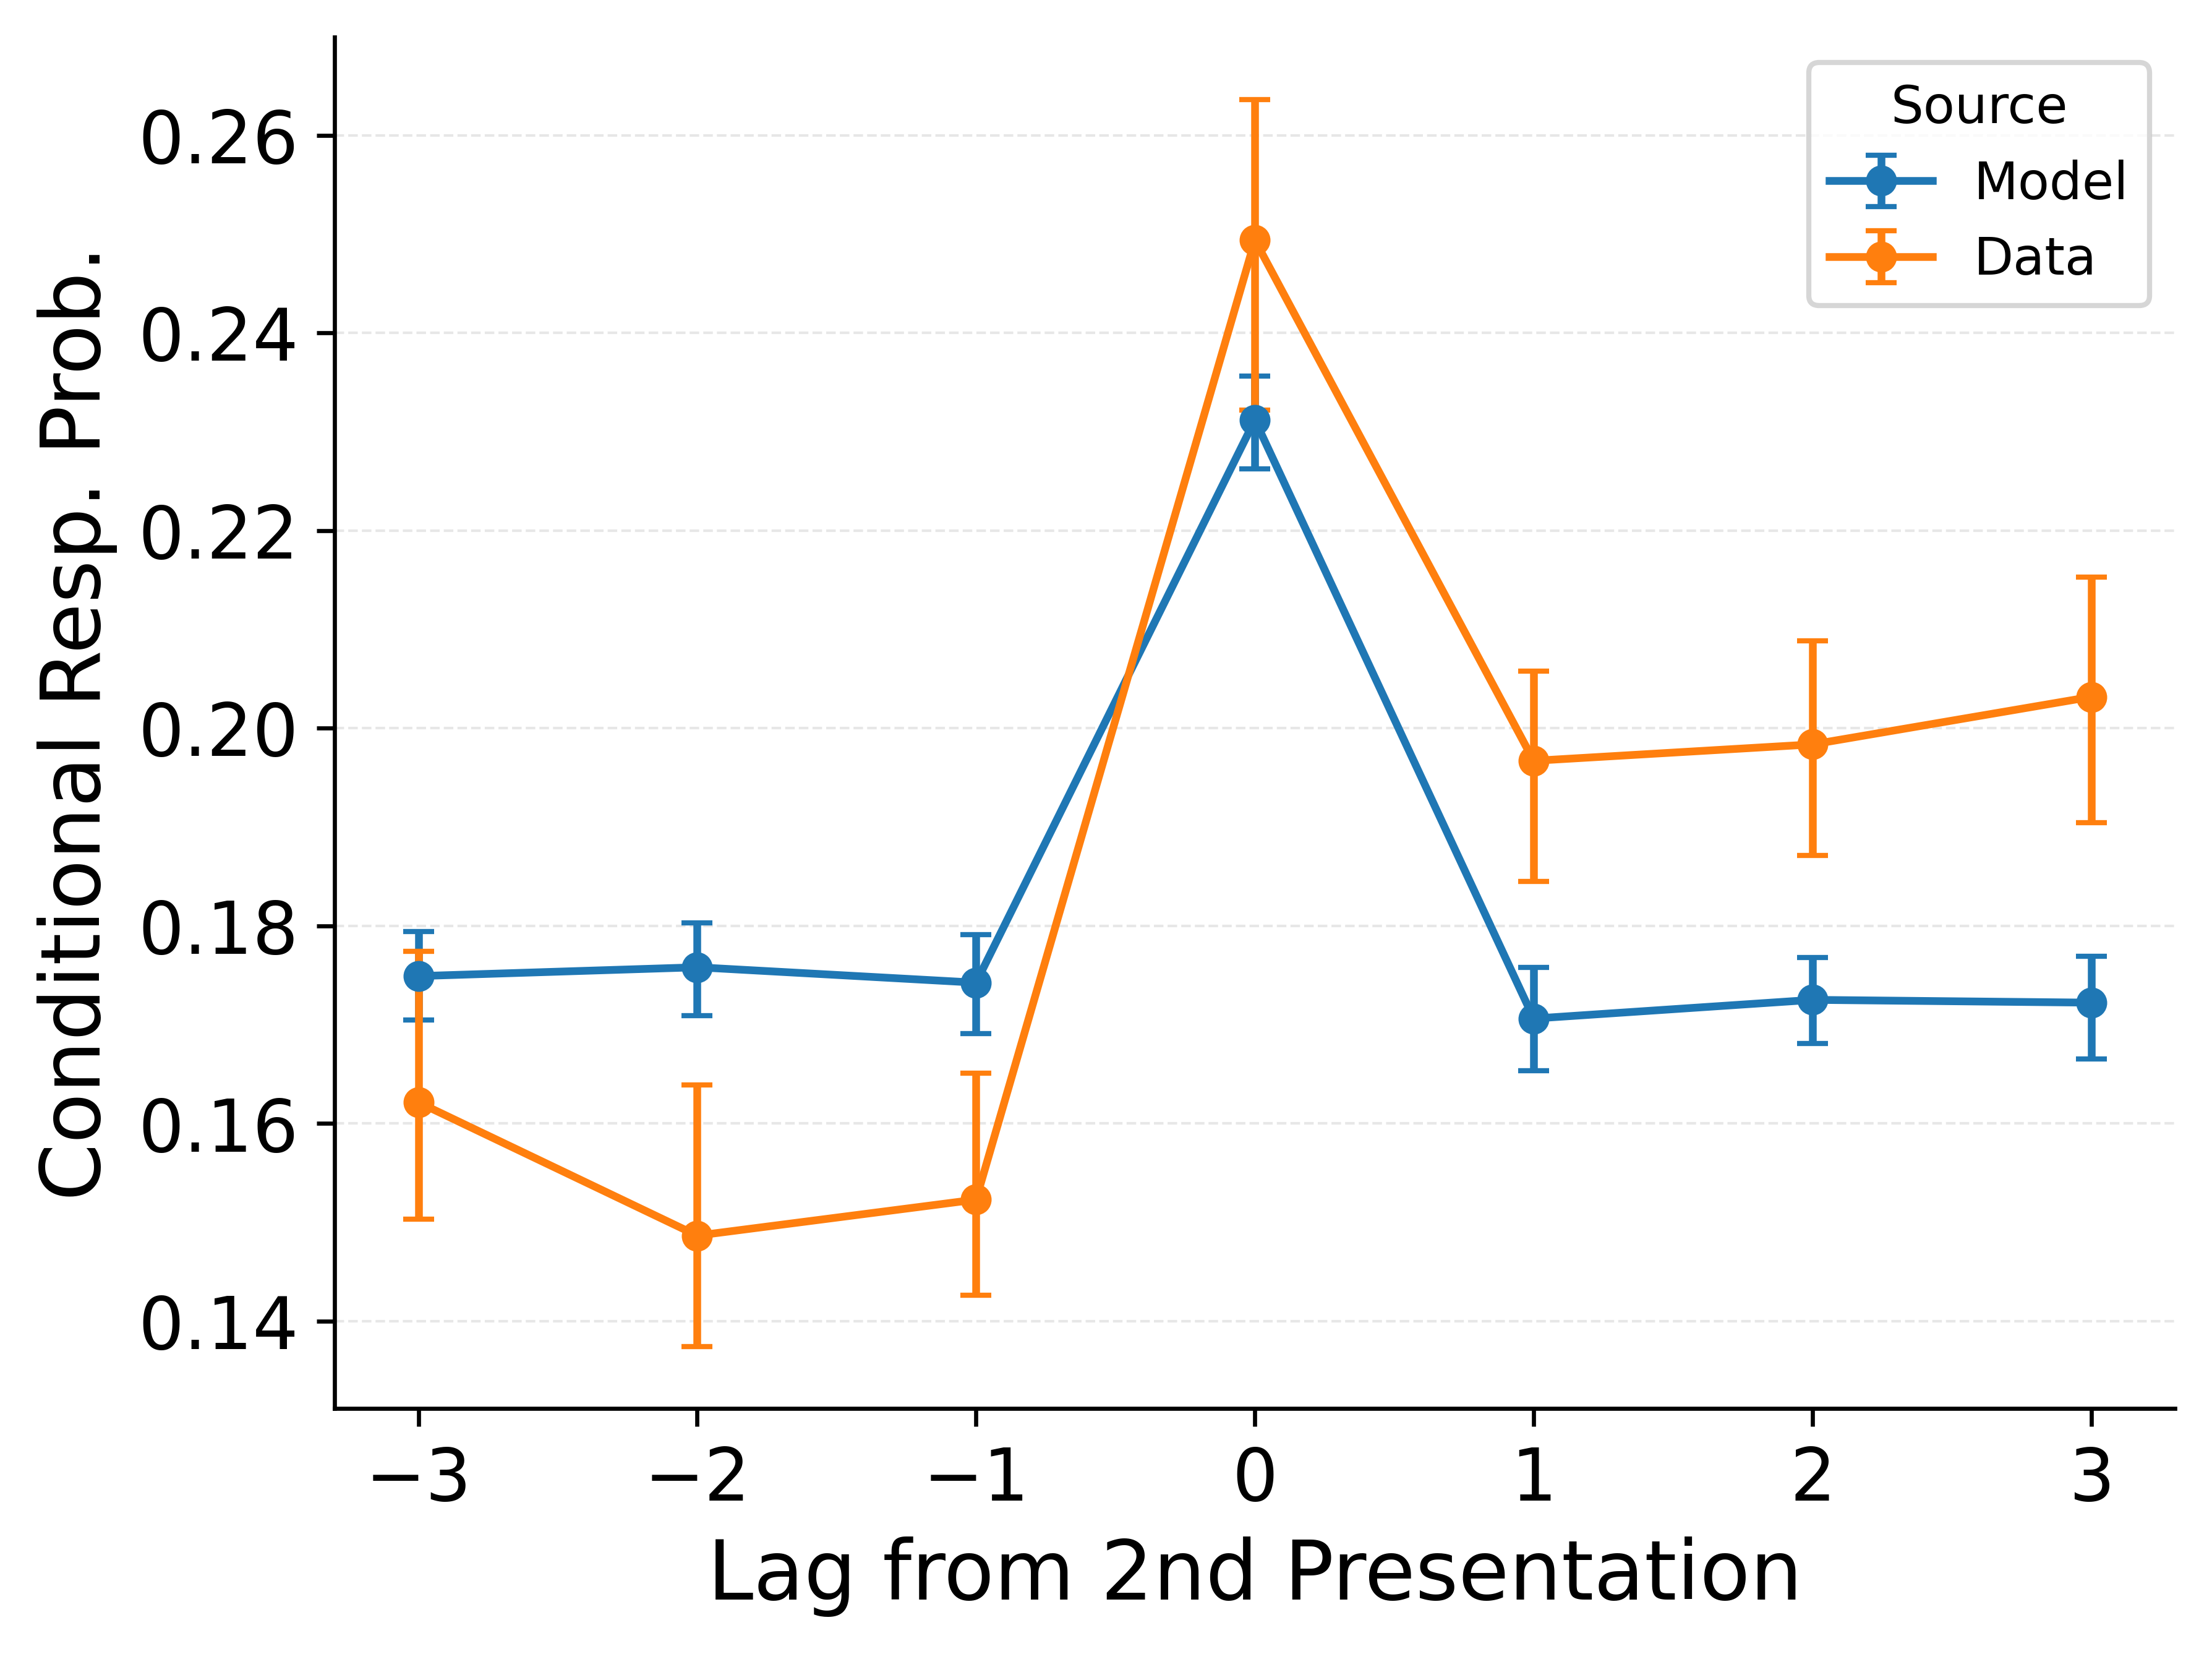 Source
Model
Data
0.26
0.24
0.22
0.20
0.18
0.16
0.14
Conditional Resp. Prob.
−3 −2 −1 0 1 2 3
Lag from 2nd Presentation